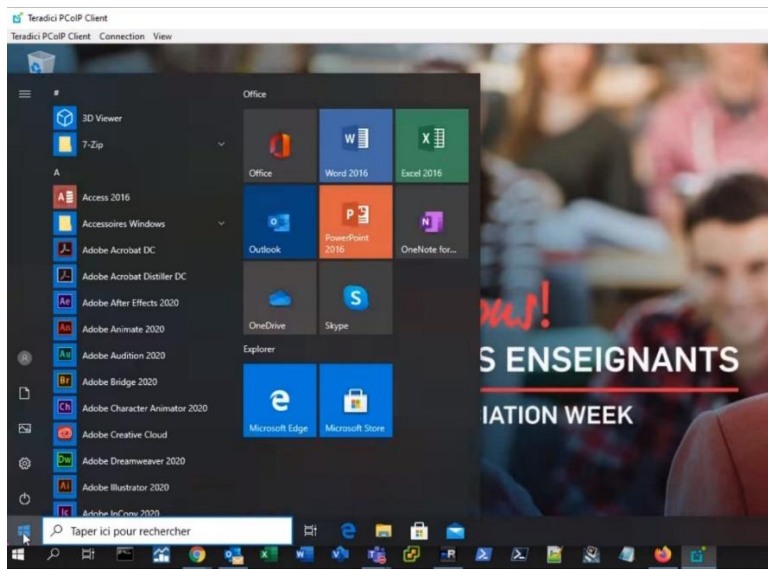 Teradici PCoIP Client
Teradici PCoIP Client Connection View
#
3D Viewer
7-Zip
A
Access 2016
Accessoires Windows
Adobe Acrobat DC
Adobe Acrobat Distiller DC
Adobe After Effects 2020
Adobe Animate 2020
Adobe Audition 2020
Adobe Bridge 2020
Adobe Character Animator 2020
Adobe Creative Cloud
Adobe Dreamweaver 2020
Adobe Illustrator 2020
Adobe InCopy 2020
Office
Office
Word 2016
Excel 2016
Outlook
PowerPoint 2016
OneNote for...
OneDrive
Skype
Explorer
Microsoft Edge
Microsoft Store
S ENSEIGNANTS
IATION WEEK
Taper ici pour rechercher